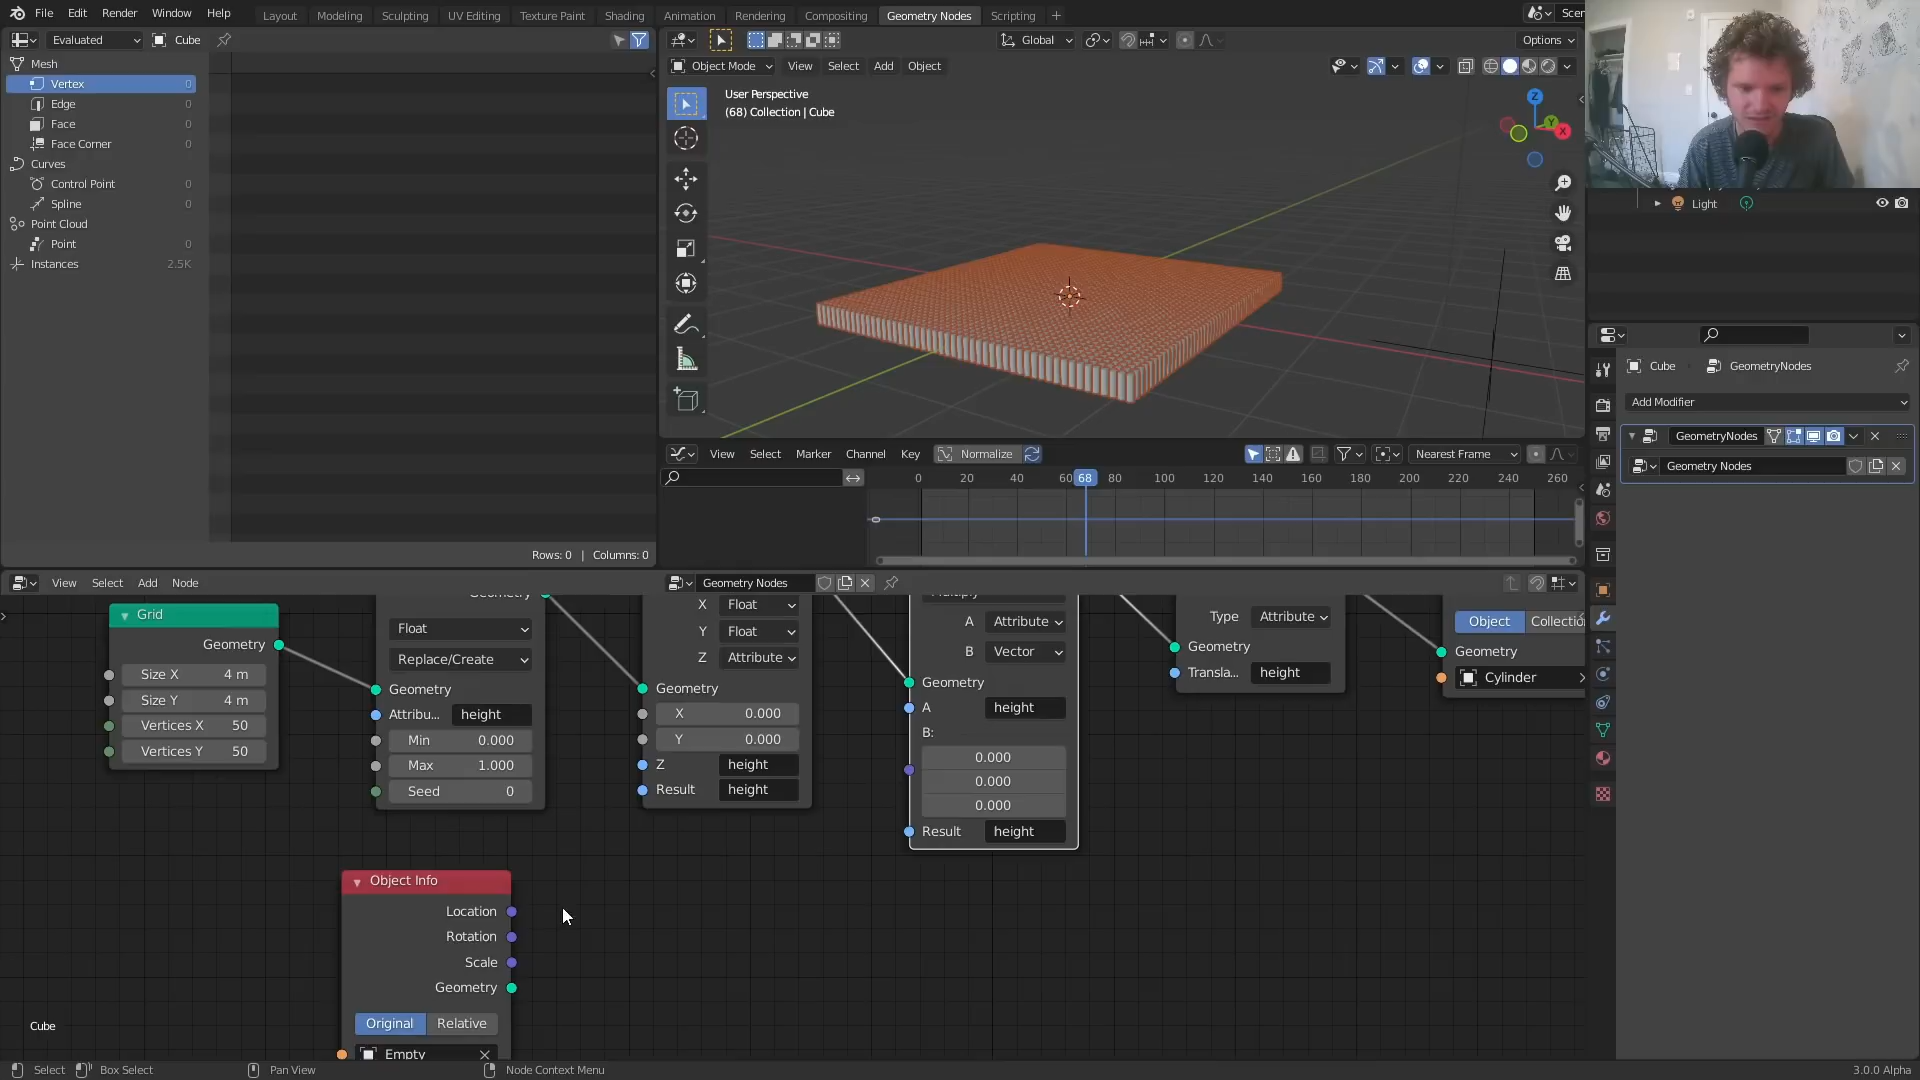 File Edit Render Window Help
Layout Modeling Sculpting UV Editing Texture Paint Shading Animation Rendering Compositing Geometry Nodes Scripting +
Scen
Evaluated Cube
Global Options
Object Mode View Select Add Object
Mesh
Vertex 0
Edge 0
Face 0
Face Corner 0
Curves
Control Point 0
Spline 0
Point Cloud
Point 0
Instances 2.5K
Rows: 0 | Columns: 0
User Perspective
(68) Collection | Cube
Z
Y
X
View Select Marker Channel Key Normalize Nearest Frame
0 20 40 60 68 80 100 120 140 160 180 200 220 240 260
Light
Cube GeometryNodes
Add Modifier
GeometryNodes
Geometry Nodes
View Select Add Node Geometry Nodes
Grid
Geometry
Size X 4 m
Size Y 4 m
Vertices X 50
Vertices Y 50
Float
Replace/Create
Geometry
Attribu... height
Min 0.000
Max 1.000
Seed 0
X Float
Y Float
Z Attribute
Geometry
X 0.000
Y 0.000
Z height
Result height
A Attribute
B Vector
Geometry
A height
B:
0.000
0.000
0.000
Result height
Type Attribute
Geometry
Transla... height
Object Collectio
Geometry
Cylinder
Object Info
Location
Rotation
Scale
Geometry
Original Relative
Empty
Cube
Select Box Select Pan View Node Context Menu 3.0.0 Alpha